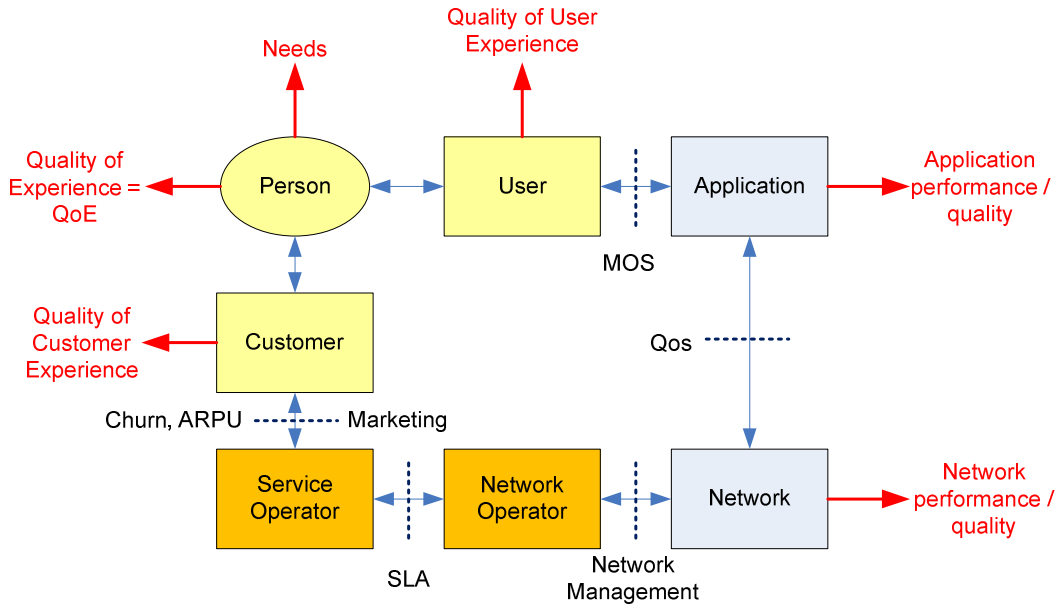 Quality of User
Experience
Needs
Quality of
Experience =
QoE
Person
User
Application
Application
performance /
quality
MOS
Quality of
Customer
Experience
Customer
Qos
Churn, ARPU
Marketing
Service
Operator
Network
Operator
Network
Network
performance /
quality
SLA
Network
Management